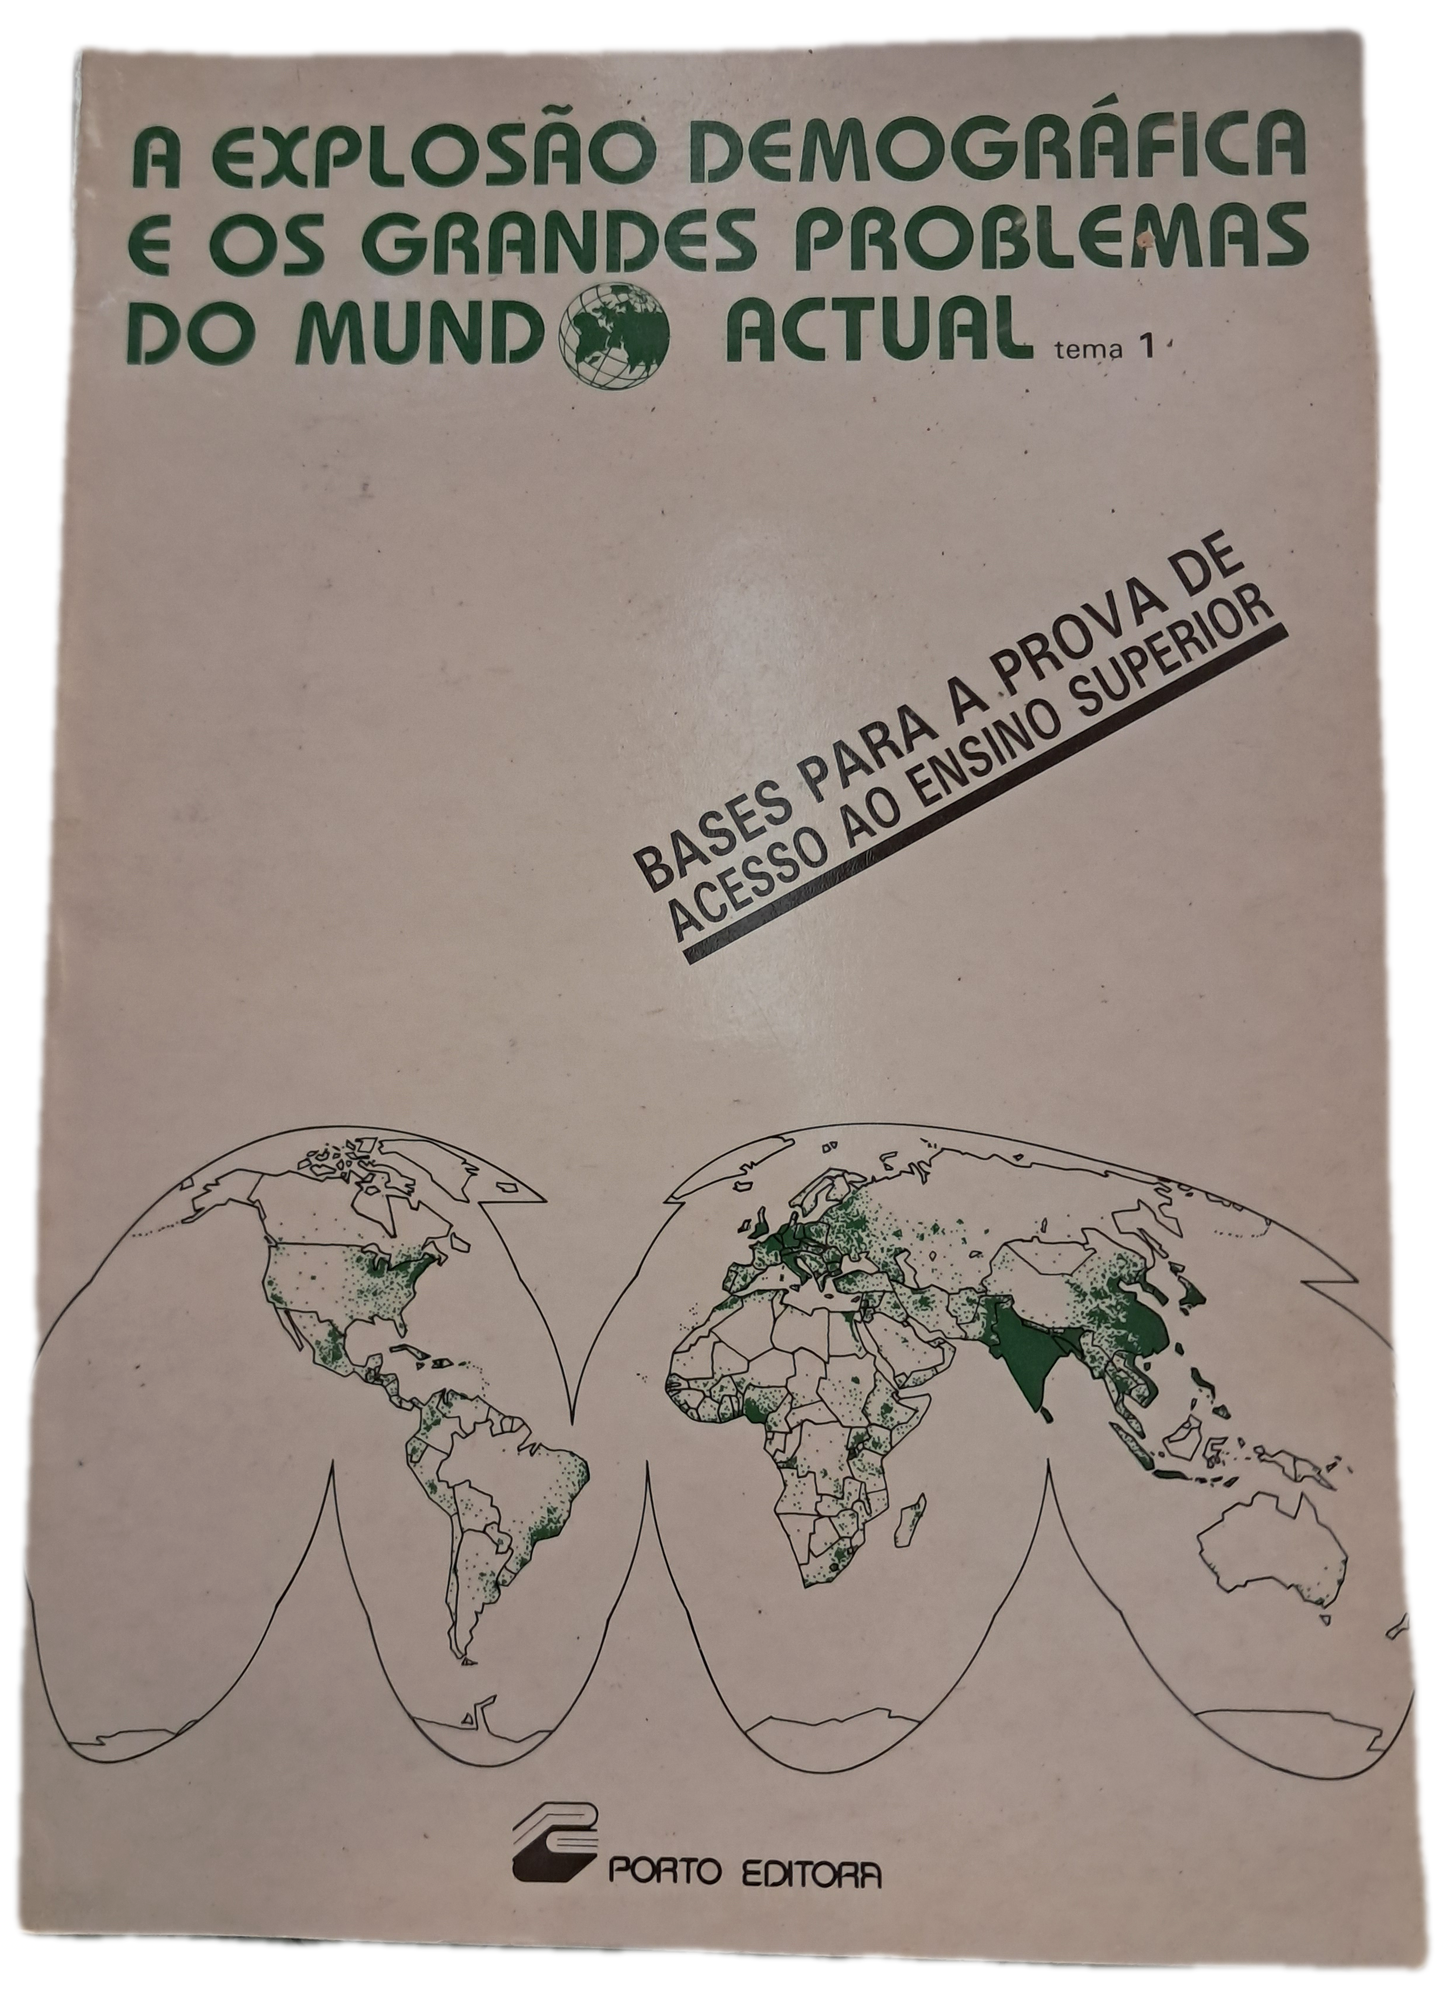 A EXPLOSÃO DEMOGRÁFICA
E OS GRANDES PROBLEMAS
DO MUNDO ACTUAL tema 1
BASES PARA A PROVA DE
ACESSO AO ENSINO SUPERIOR
PORTO EDITORA